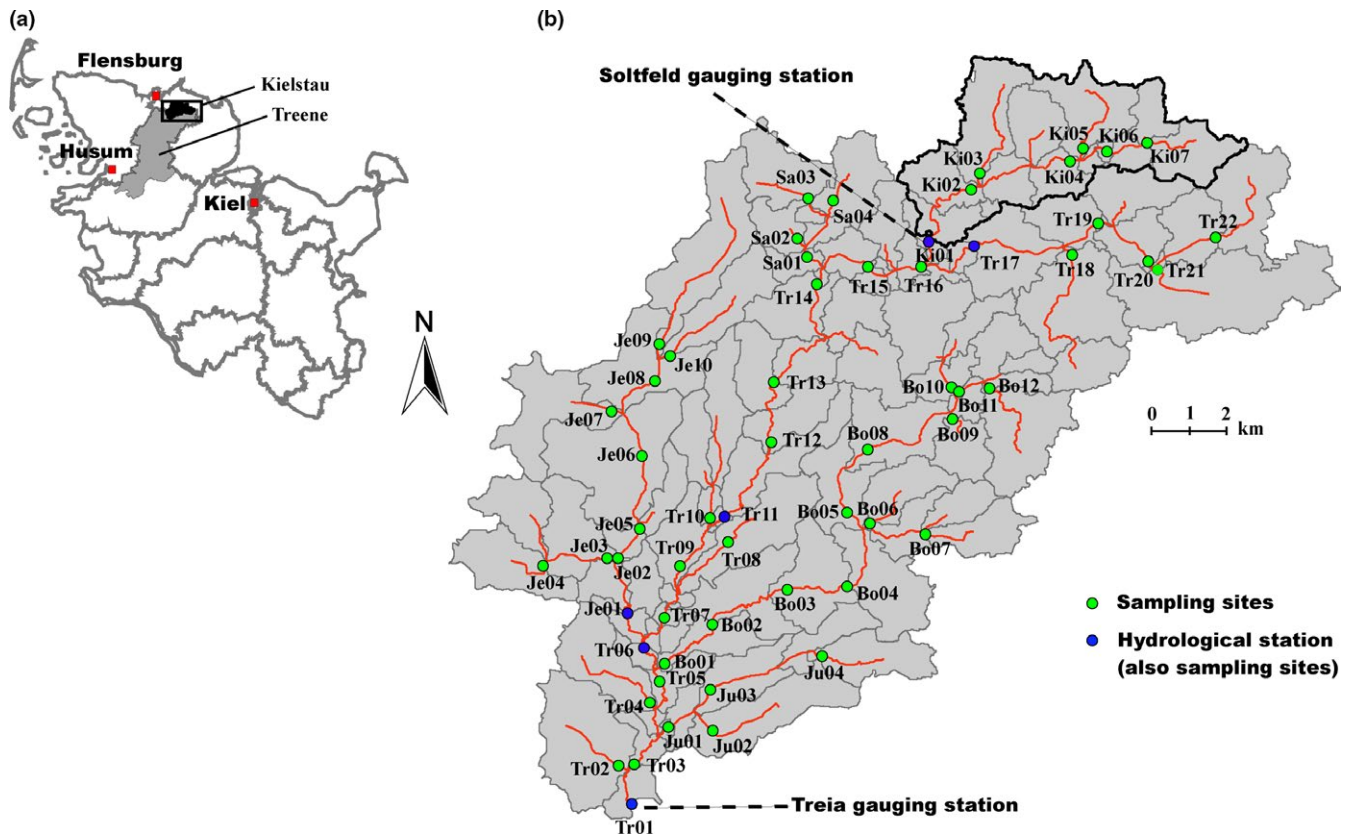 (a)
Flensburg
Kielstau
Treene
Husum
Kiel
N
(b)
Soltfeld gauging station
Ki05
Ki06
Ki03
Ki07
Ki04
Ki02
Sa03
Sa04
Tr19
Tr22
Sa02
Ki01
Sa01
Tr17
Tr18
Tr20
Tr21
Tr15
Tr16
Tr14
Je09
Je10
Je08
Tr13
Bo10
Bo12
Bo11
Je07
Bo09
0 1 2
km
Tr12
Bo08
Je06
Tr10
Tr11
Bo05
Bo06
Je05
Bo07
Je03
Tr09
Tr08
Je02
Je04
Bo04
Bo03
Je01
Tr07
Bo02
Sampling sites
Hydrological station
(also sampling sites)
Tr06
Bo01
Tr05
Ju04
Ju03
Tr04
Ju01
Ju02
Tr02
Tr03
Treia gauging station
Tr01